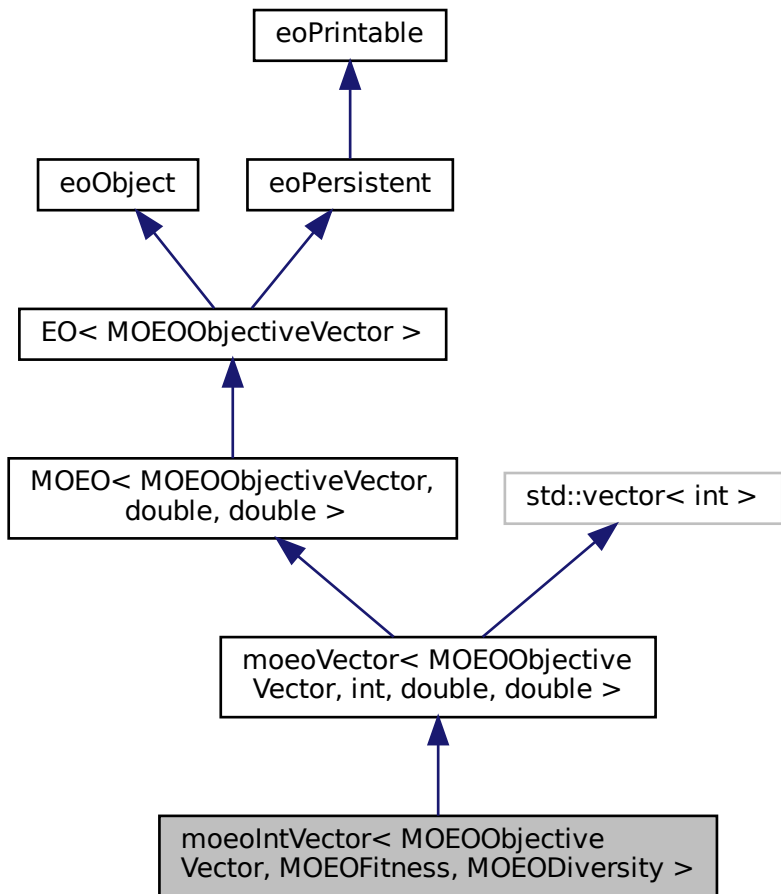 eoPrintable
eoObject
eoPersistent
EO< MOEOObjectiveVector >
MOEO< MOEOObjectiveVector,
double, double >
std::vector< int >
moeoVector< MOEOObjective
Vector, int, double, double >
moeoIntVector< MOEOObjective
Vector, MOEOFitness, MOEODiversity >